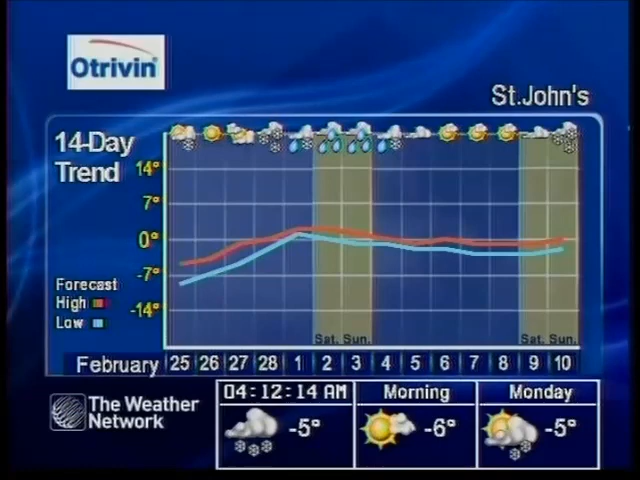 Otrivin
St.John's
14-Day
Trend
14°
7°
0°
-7°
-14°
Forecast
High
Low
Sat. Sun.
Sat. Sun.
February 25 26 27 28 1 2 3 4 5 6 7 8 9 10
The Weather
Network
04:12:14 AM
-5°
Morning
-6°
Monday
-5°